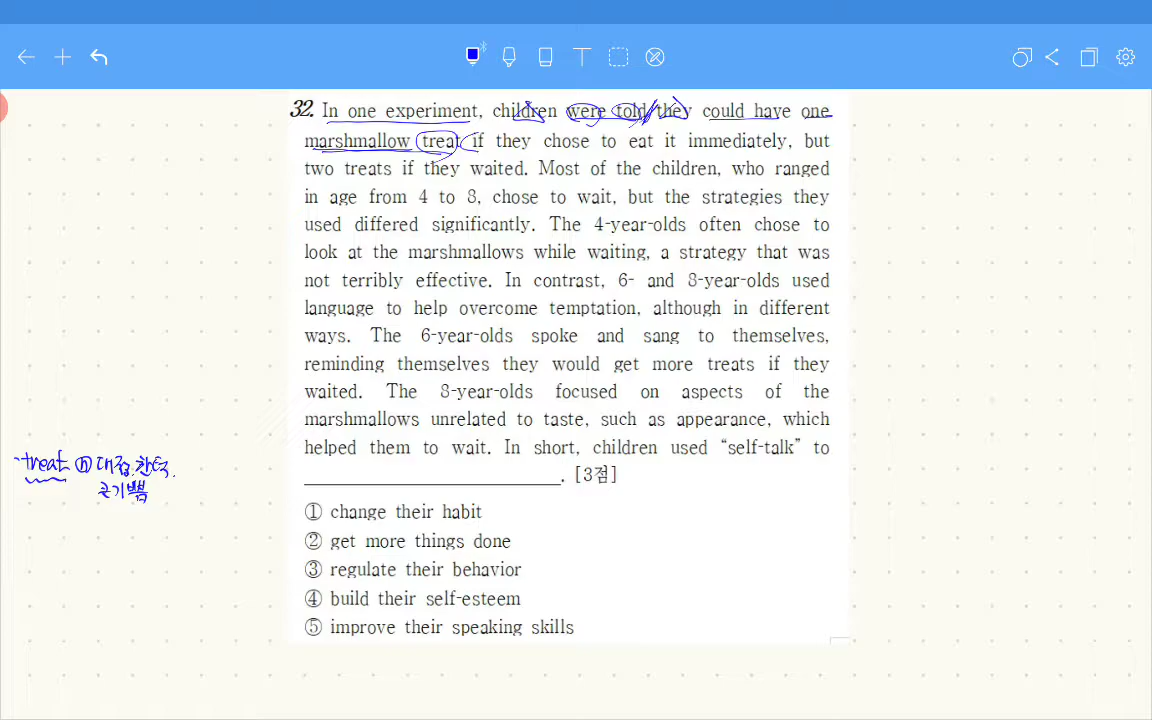 32. In one experiment, children were told they could have one
marshmallow treat if they chose to eat it immediately, but
two treats if they waited. Most of the children, who ranged
in age from 4 to 8, chose to wait, but the strategies they
used differed significantly. The 4-year-olds often chose to
look at the marshmallows while waiting, a strategy that was
not terribly effective. In contrast, 6- and 8-year-olds used
language to help overcome temptation, although in different
ways. The 6-year-olds spoke and sang to themselves,
reminding themselves they would get more treats if they
waited. The 8-year-olds focused on aspects of the
marshmallows unrelated to taste, such as appearance, which
helped them to wait. In short, children used “self-talk” to
____________________. [3점]
① change their habit
② get more things done
③ regulate their behavior
④ build their self-esteem
⑤ improve their speaking skills
·treat ⓝ 대접, 한턱.
큰기쁨